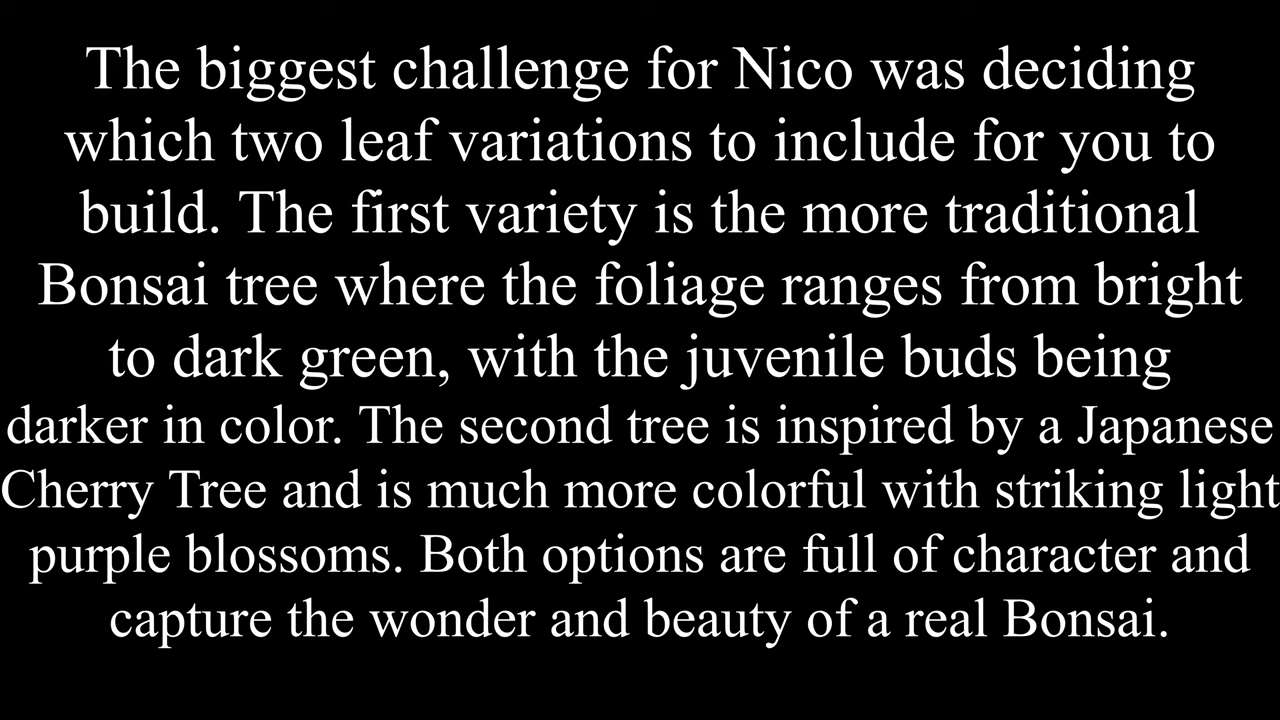 The biggest challenge for Nico was deciding
which two leaf variations to include for you to
build. The first variety is the more traditional
Bonsai tree where the foliage ranges from bright
to dark green, with the juvenile buds being
darker in color. The second tree is inspired by a Japanese
Cherry Tree and is much more colorful with striking light
purple blossoms. Both options are full of character and
capture the wonder and beauty of a real Bonsai.